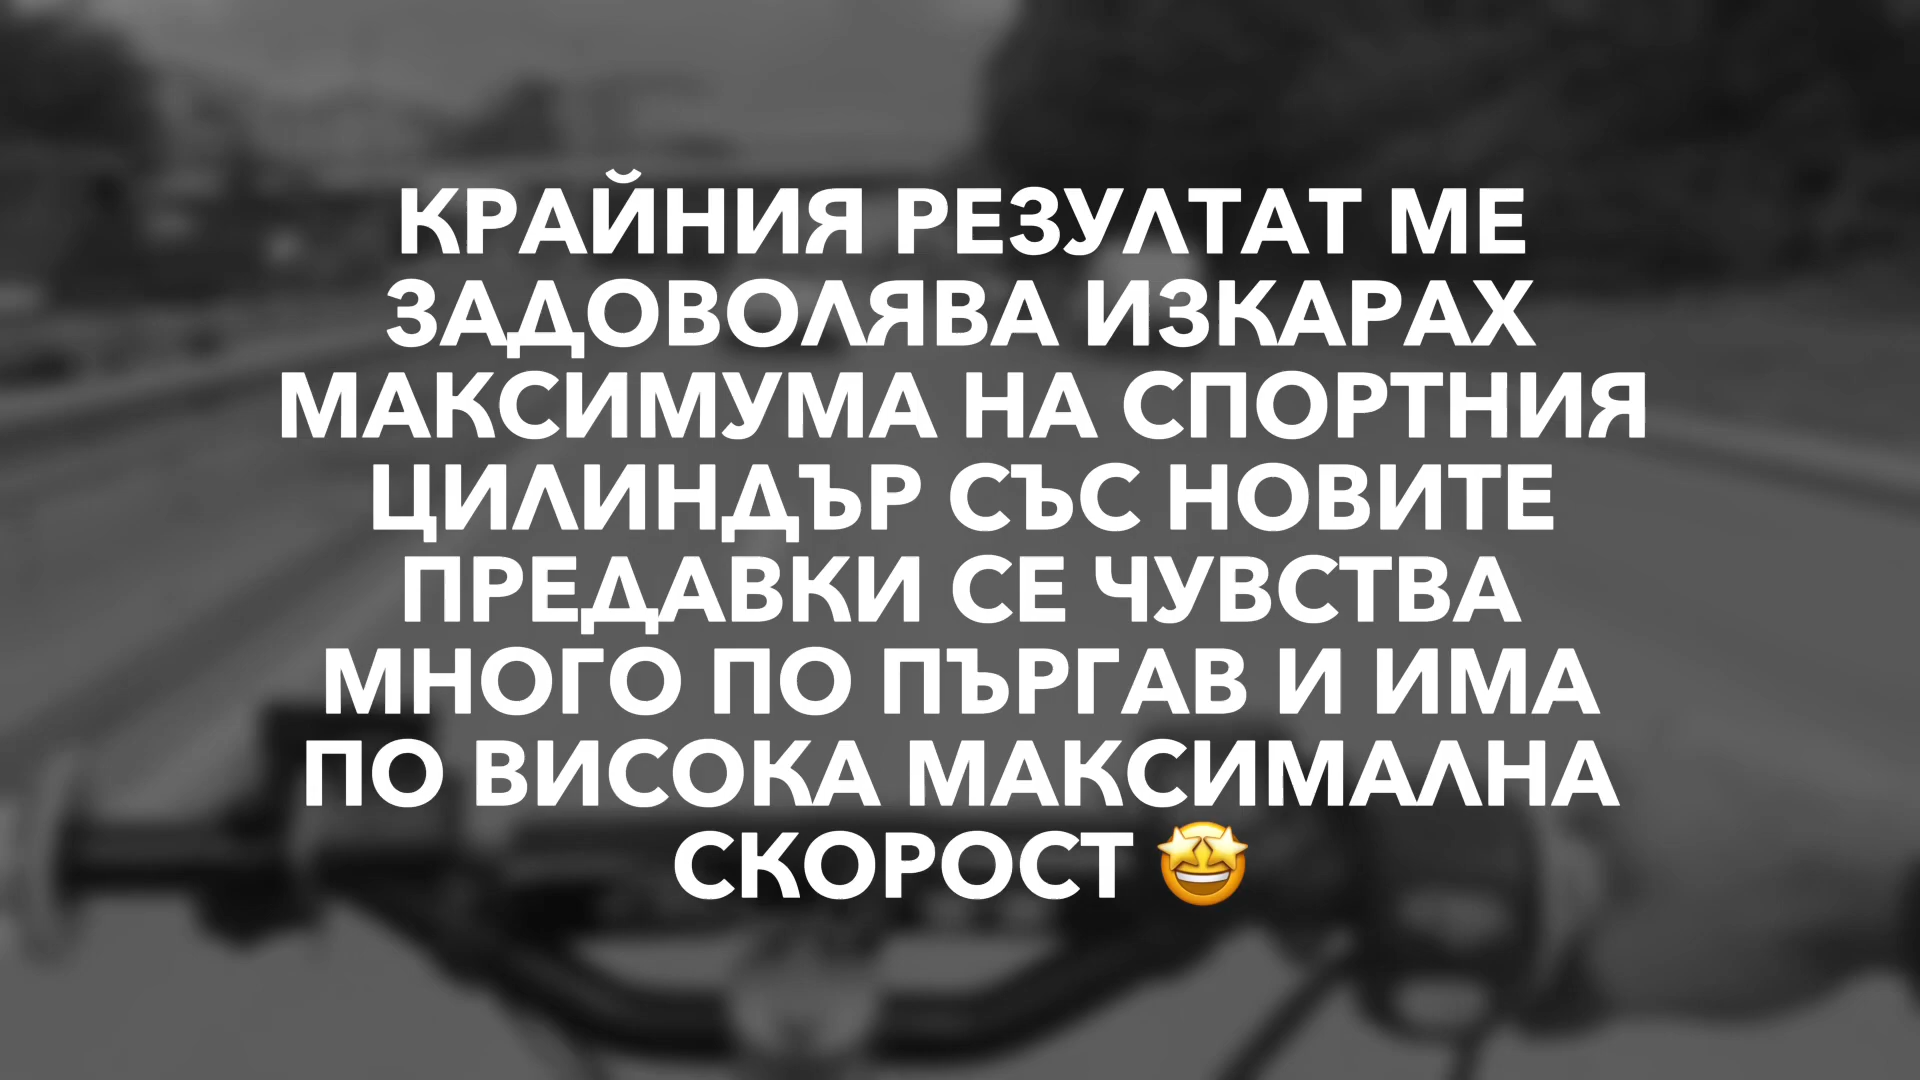 КРАЙНИЯ РЕЗУЛТАТ МЕ
ЗАДОВОЛЯВА ИЗКАРАХ
МАКСИМУМА НА СПОРТНИЯ
ЦИЛИНДЪР СЪС НОВИТЕ
ПРЕДАВКИ СЕ ЧУВСТВА
МНОГО ПО ПЪРГАВ И ИМА
ПО ВИСОКА МАКСИМАЛНА
СКОРОСТ 🤩